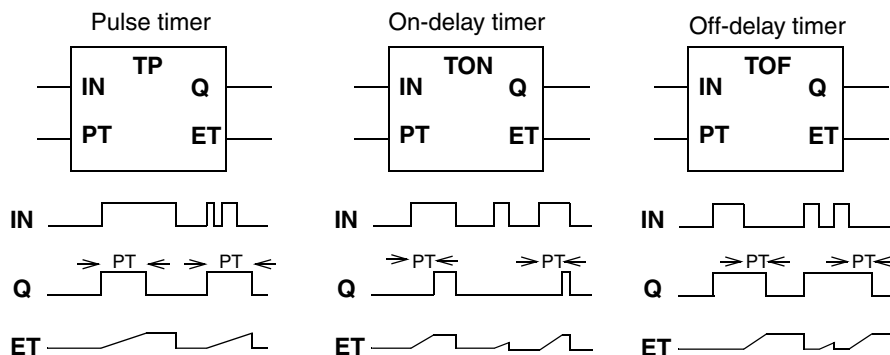 Pulse timer On-delay timer Off-delay timer
TP TON TOF
IN Q IN Q IN Q
PT ET PT ET PT ET
IN IN IN
PT PT PT PT PT PT
Q Q Q
ET ET ET